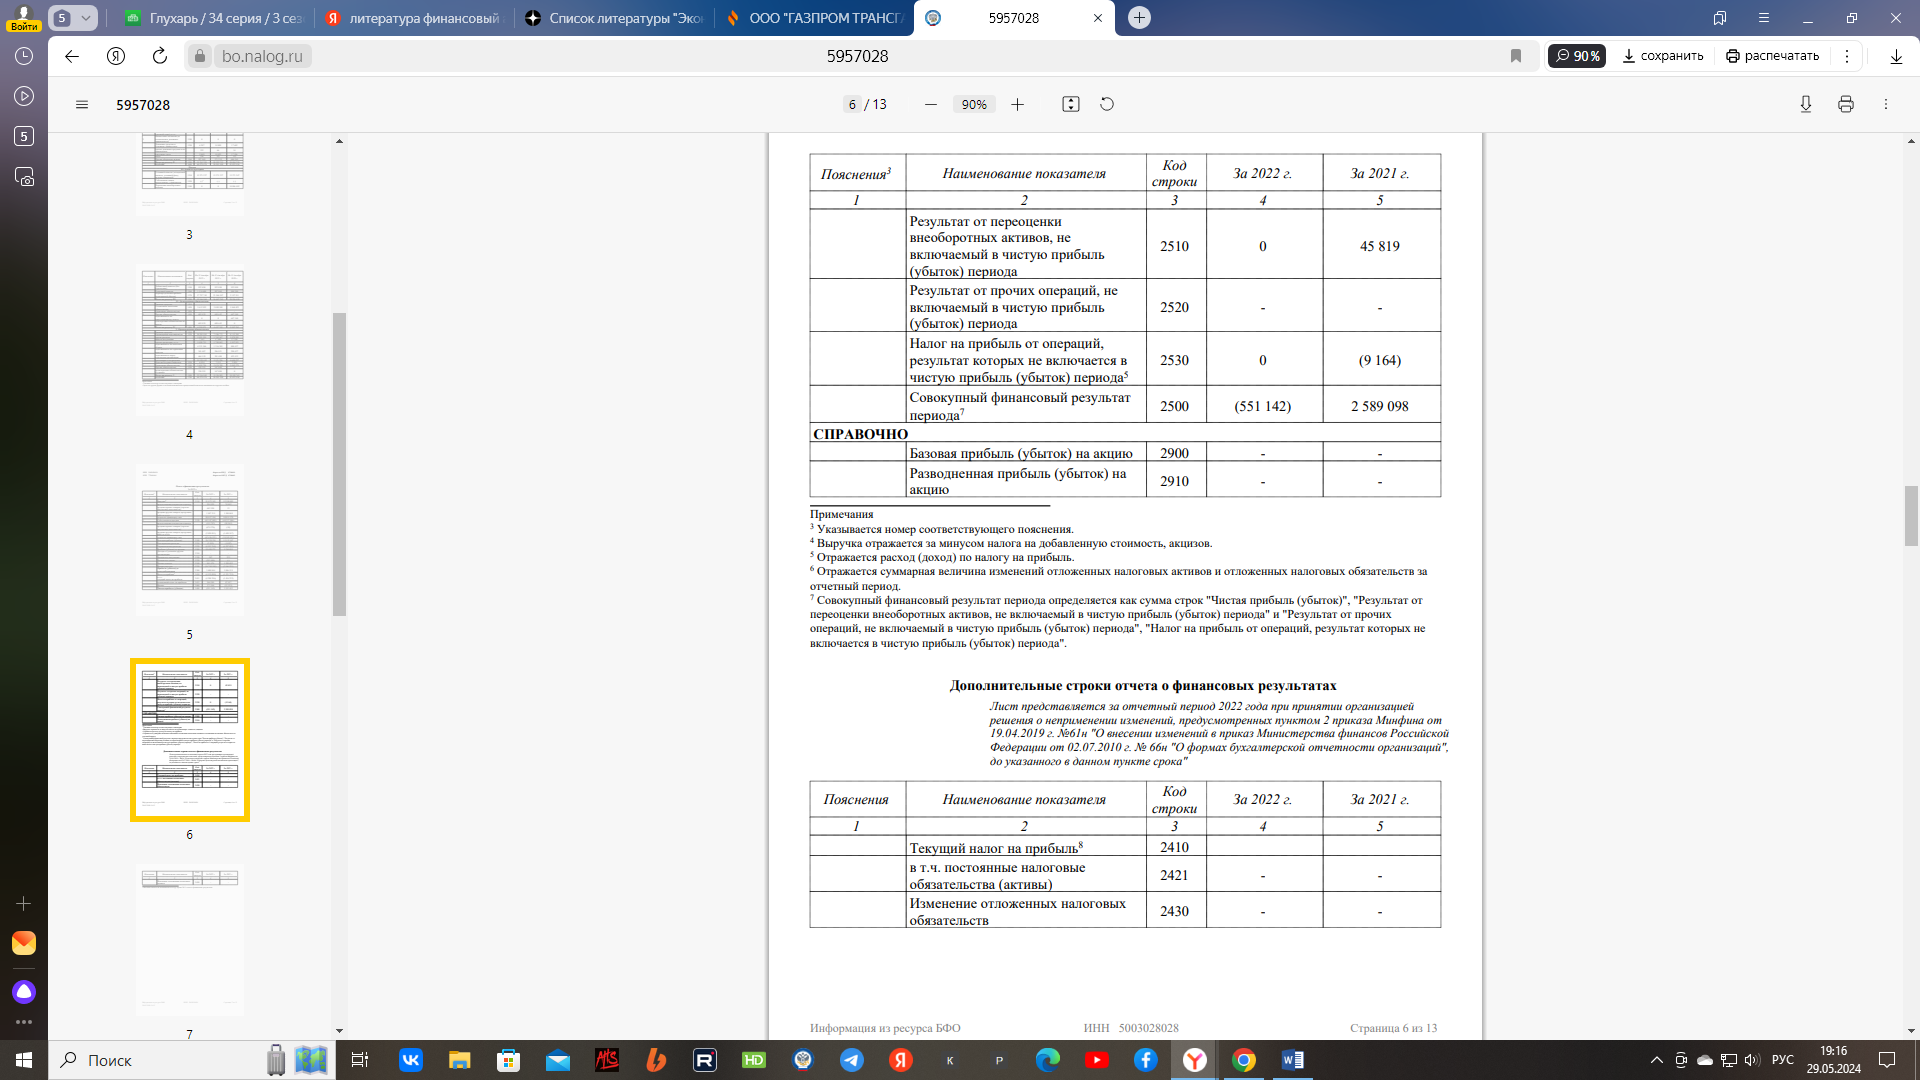 Войти
5
Глухарь / 34 серия / 3 сез
литература финансовый
Список литературы "Экон
ООО "ГАЗПРОМ ТРАНСГА
5957028
bo.nalog.ru
5957028
90%
сохранить
распечатать
5
5957028
6 / 13
90%
3
4
5
6
7
Пояснения3
Наименование показателя
Код строки
За 2022 г.
За 2021 г.
1 2 3 4 5
Результат от переоценки
внеоборотных активов, не
включаемый в чистую прибыль
(убыток) периода
2510 0 45 819
Результат от прочих операций, не
включаемый в чистую прибыль
(убыток) периода
2520 - -
Налог на прибыль от операций,
результат которых не включается в
чистую прибыль (убыток) периода5
2530 0 (9 164)
Совокупный финансовый результат
периода7
2500 (551 142) 2 589 098
СПРАВОЧНО
Базовая прибыль (убыток) на акцию 2900 - -
Разводненная прибыль (убыток) на
акцию
2910 - -
Примечания
3 Указывается номер соответствующего пояснения.
4 Выручка отражается за минусом налога на добавленную стоимость, акцизов.
5 Отражается расход (доход) по налогу на прибыль.
6 Отражается суммарная величина изменений отложенных налоговых активов и отложенных налоговых обязательств за
отчетный период.
7 Совокупный финансовый результат периода определяется как сумма строк "Чистая прибыль (убыток)", "Результат от
переоценки внеоборотных активов, не включаемый в чистую прибыль (убыток) периода" и "Результат от прочих
операций, не включаемый в чистую прибыль (убыток) периода", "Налог на прибыль от операций, результат которых не
включается в чистую прибыль (убыток) периода".
Дополнительные строки отчета о финансовых результатах
Лист представляется за отчетный период 2022 года при принятии организацией
решения о неприменении изменений, предусмотренных пунктом 2 приказа Минфина от
19.04.2019 г. №61н "О внесении изменений в приказ Министерства финансов Российской
Федерации от 02.07.2010 г. № 66н "О формах бухгалтерской отчетности организаций",
до указанного в данном пункте срока"
Пояснения
Наименование показателя
Код строки
За 2022 г.
За 2021 г.
1 2 3 4 5
Текущий налог на прибыль8 2410
в т.ч. постоянные налоговые
обязательства (активы)
2421 - -
Изменение отложенных налоговых
обязательств
2430 - -
Информация из ресурса БФО
ИНН 5003028028
Страница 6 из 13
Поиск
HD
К
Р
РУС
19:16
29.05.2024